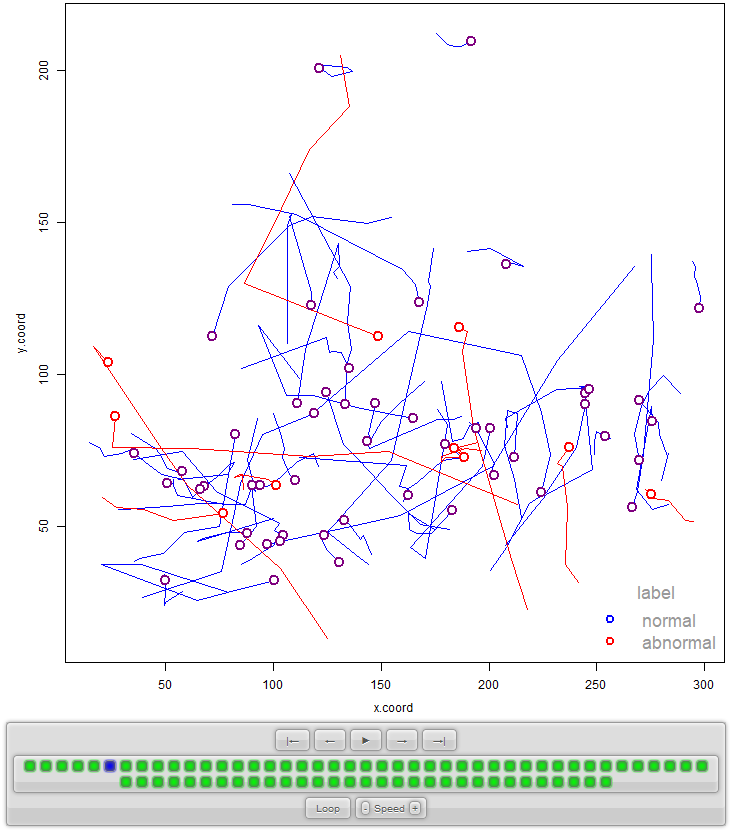 200
150
100
50
y.coord
50 100 150 200 250 300
x.coord
label
normal
abnormal
|← ← ► → →|
Loop - Speed +